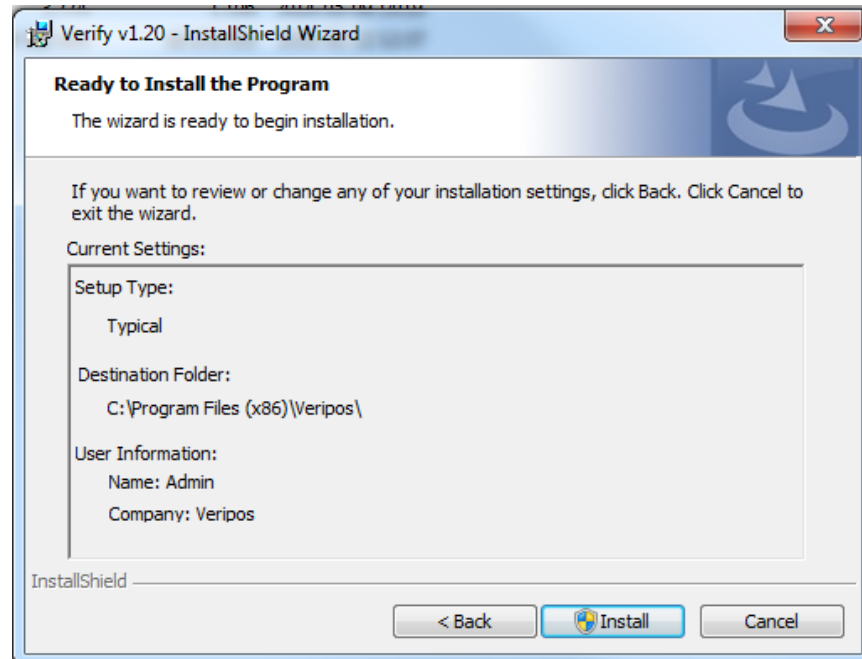 Verify v1.20 - InstallShield Wizard
Ready to Install the Program
The wizard is ready to begin installation.
If you want to review or change any of your installation settings, click Back. Click Cancel to
exit the wizard.
Current Settings:
Setup Type:
Typical
Destination Folder:
C:\Program Files (x86)\Veripos\
User Information:
Name: Admin
Company: Veripos
InstallShield
< Back
Install
Cancel